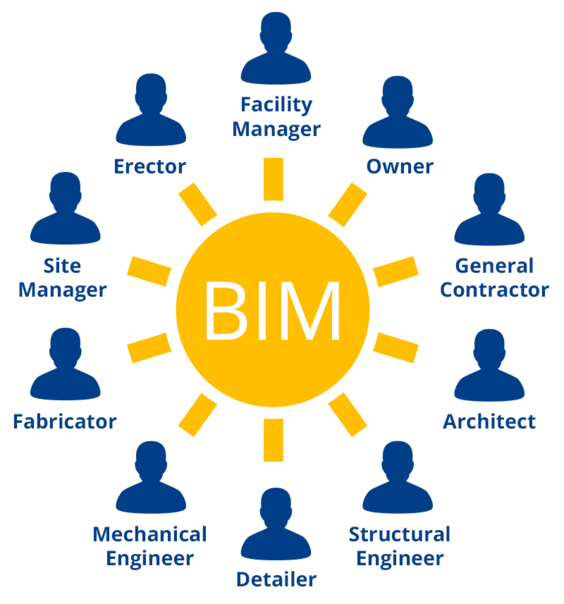 Facility
Manager
Erector
Owner
Site
Manager
General
Contractor
BIM
Fabricator
Architect
Mechanical
Engineer
Structural
Engineer
Detailer